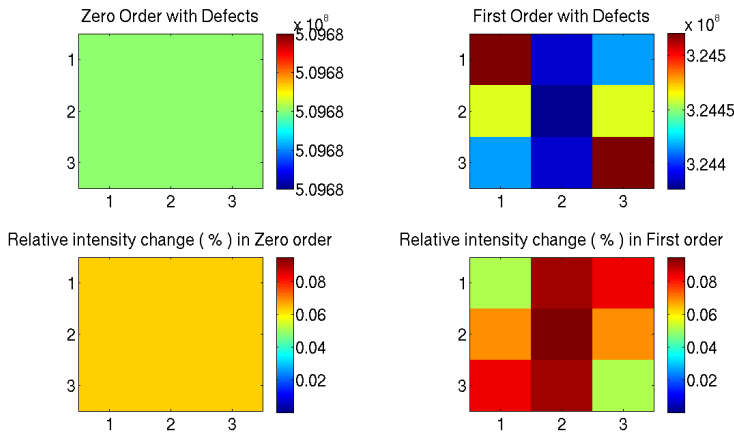 Zero Order with Defects
x 10^8
1
2
3
1 2 3
5.0968
5.0968
5.0968
5.0968
5.0968
First Order with Defects
x 10^8
1
2
3
1 2 3
3.245
3.2445
3.244
Relative intensity change ( % ) in Zero order
1
2
3
1 2 3
0.08
0.06
0.04
0.02
Relative intensity change ( % ) in First order
1
2
3
1 2 3
0.08
0.06
0.04
0.02